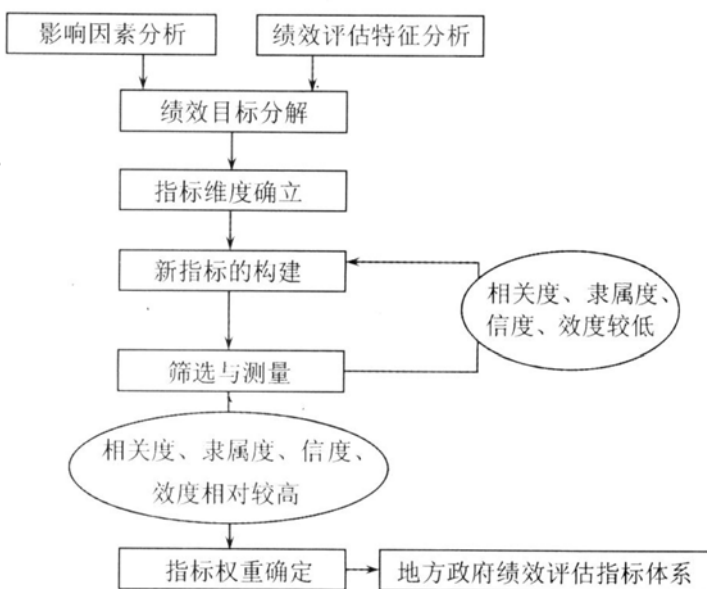 影响因素分析
绩效评估特征分析
绩效目标分解
指标维度确立
新指标的构建
相关度、隶属度、
信度、效度较低
筛选与测量
相关度、隶属度、信度、
效度相对较高
指标权重确定
地方政府绩效评估指标体系